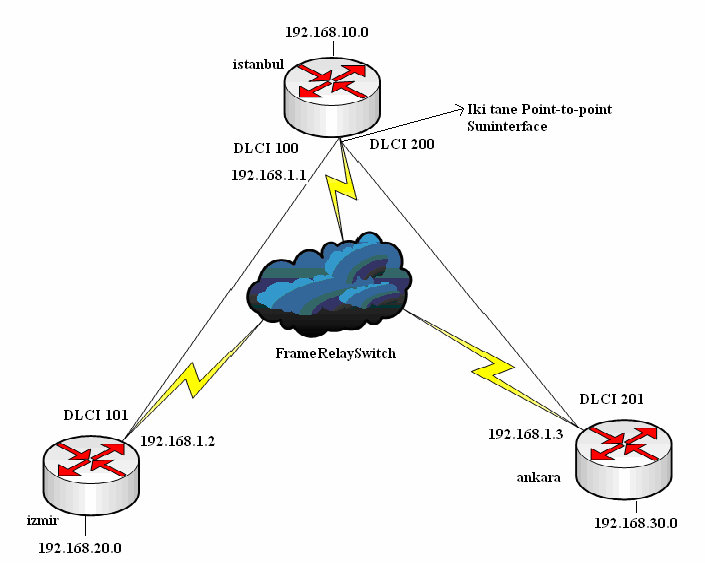 192.168.10.0
istanbul
Iki tane Point-to-point
Suninterface
DLCI 100
DLCI 200
192.168.1.1
FrameRelaySwitch
DLCI 101
192.168.1.2
DLCI 201
192.168.1.3
izmir
192.168.20.0
ankara
192.168.30.0